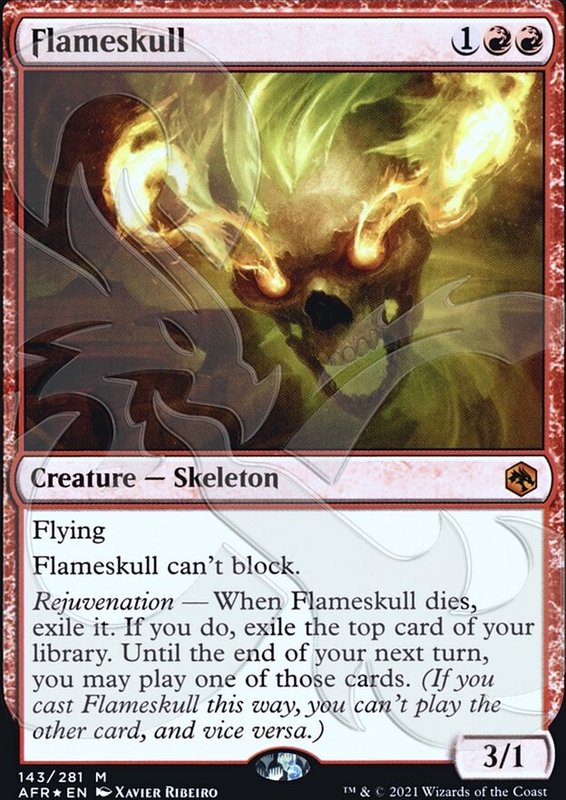 Flameskull 1
Creature — Skeleton
Flying
Flameskull can't block.
Rejuvenation — When Flameskull dies,
exile it. If you do, exile the top card of your
library. Until the end of your next turn,
you may play one of those cards. (If you
cast Flameskull this way, you can't play the
other card, and vice versa.)
3/1
143/281 M
AFR★EN Xavier Ribeiro ™ & © 2021 Wizards of the Coast